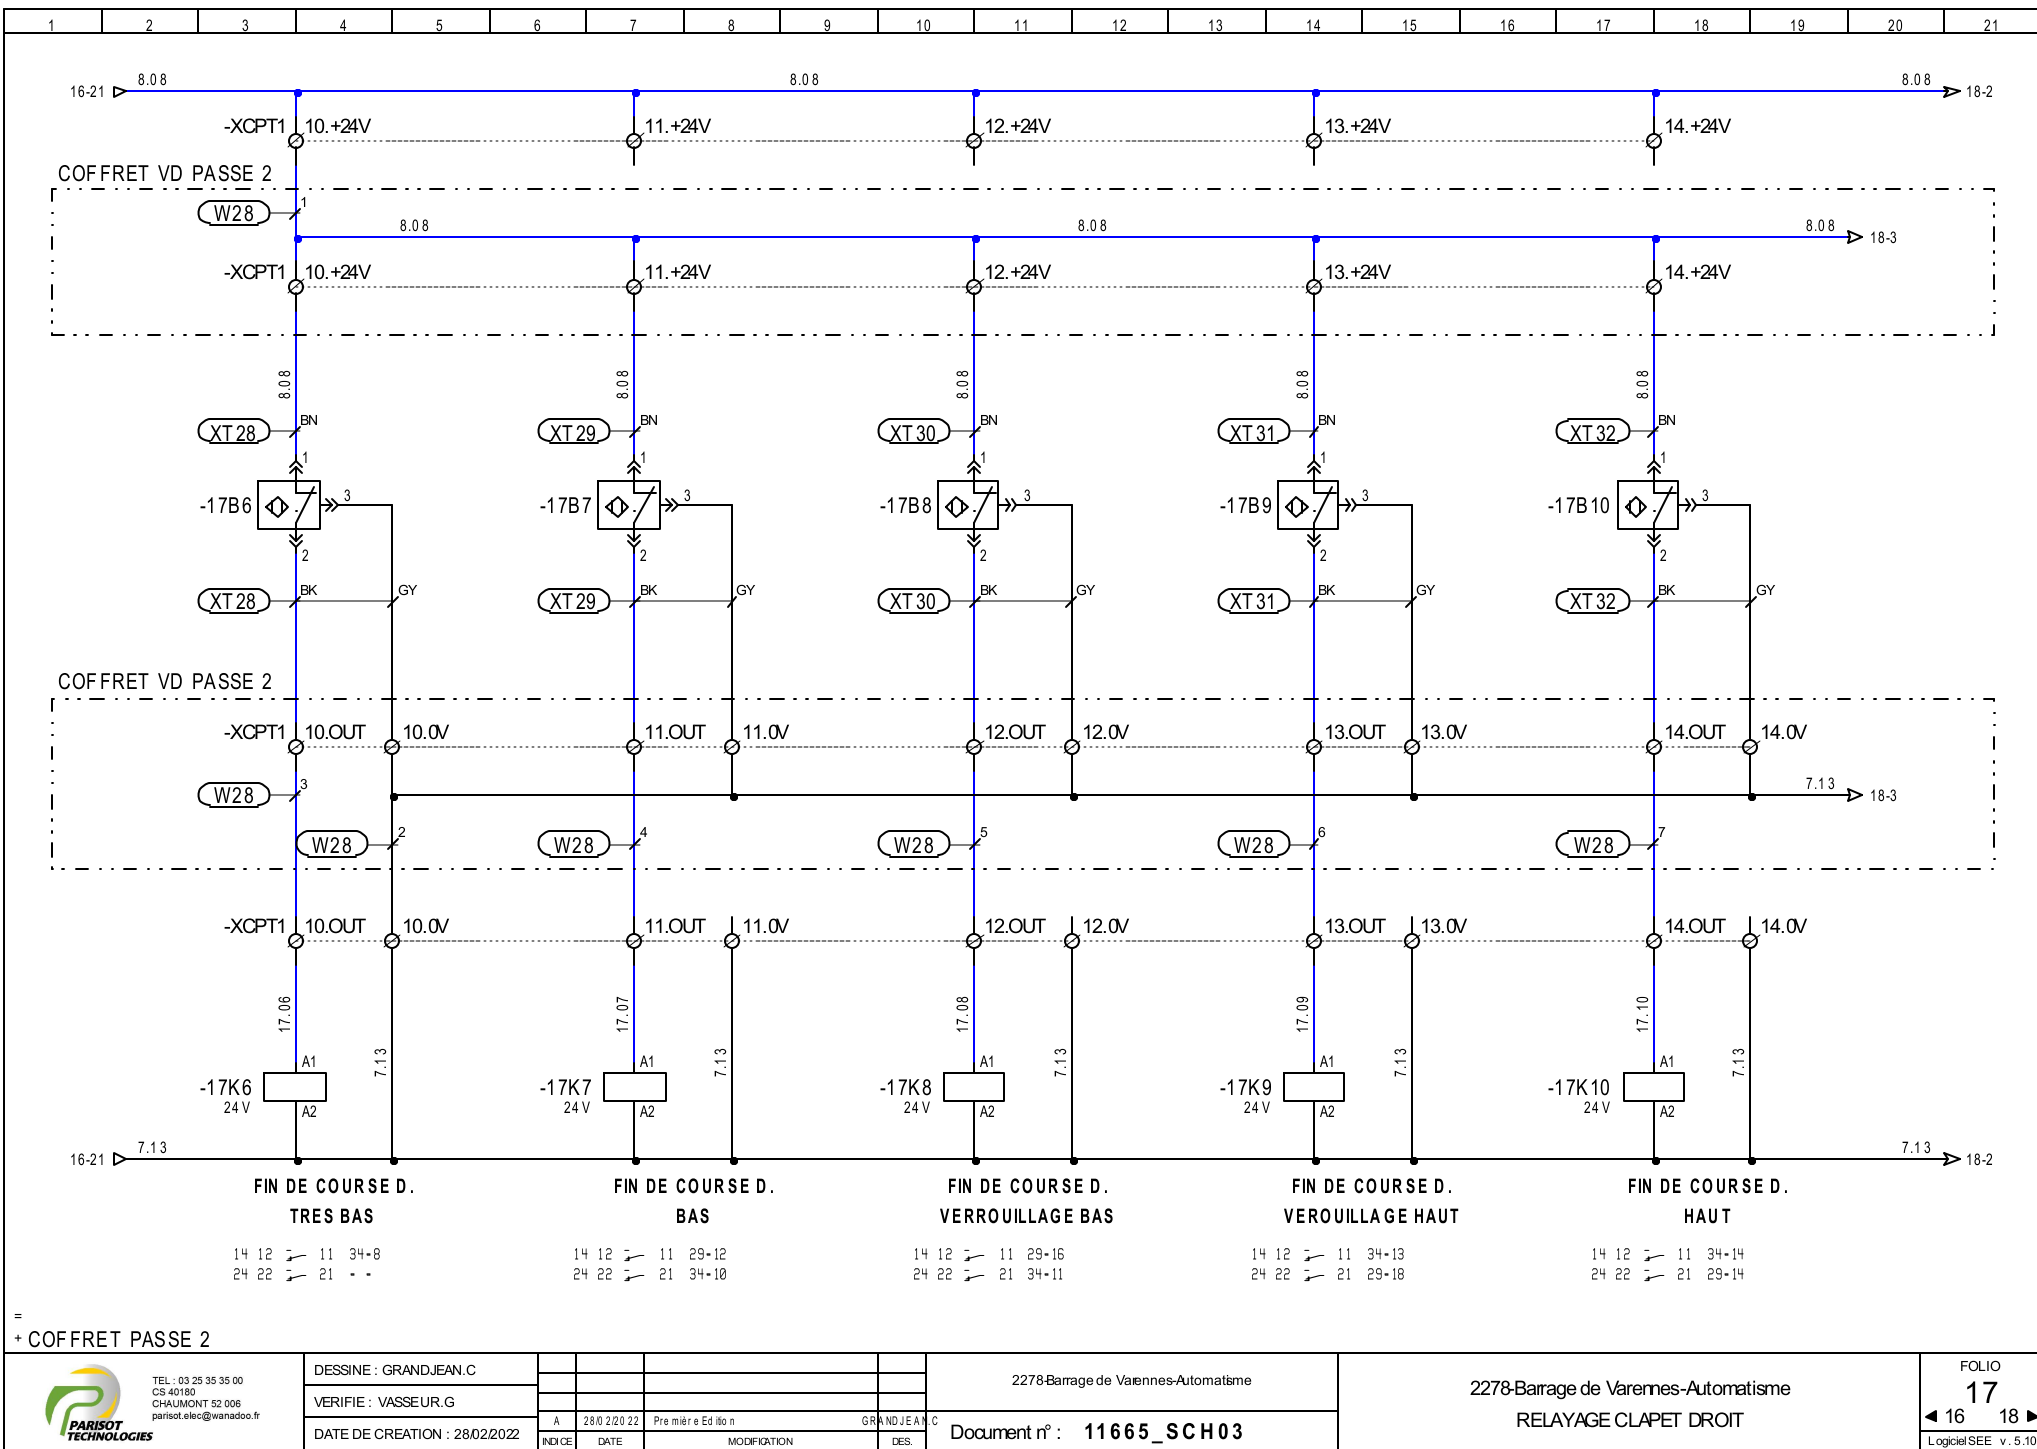 1 2 3 4 5 6 7 8 9 10 11 12 13 14 15 16 17 18 19 20 21
16-21 8.08 8.08 8.08 18-2
-XCPT1 10.+24V 11.+24V 12.+24V 13.+24V 14.+24V
COFFRET VD PASSE 2
W28 1
8.08 8.08 8.08 18-3
-XCPT1 10.+24V 11.+24V 12.+24V 13.+24V 14.+24V
8.08 8.08 8.08 8.08 8.08
XT28 BN XT29 BN XT30 BN XT31 BN XT32 BN
1 1 1 1 1
-17B6 3 -17B7 3 -17B8 3 -17B9 3 -17B10 3
2 2 2 2 2
XT28 BK GY XT29 BK GY XT30 BK GY XT31 BK GY XT32 BK GY
COFFRET VD PASSE 2
-XCPT1 10.OUT 10.0V 11.OUT 11.0V 12.OUT 12.0V 13.OUT 13.0V 14.OUT 14.0V
W28 3 7.13 18-3
W28 2 W28 4 W28 5 W28 6 W28 7
-XCPT1 10.OUT 10.0V 11.OUT 11.0V 12.OUT 12.0V 13.OUT 13.0V 14.OUT 14.0V
17.06 17.07 17.08 17.09 17.10
7.13 7.13 7.13 7.13 7.13
A1 A1 A1 A1 A1
-17K6 -17K7 -17K8 -17K9 -17K10
24V A2 24V A2 24V A2 24V A2 24V A2
16-21 7.13 7.13 18-2
FIN DE COURSE D. FIN DE COURSE D. FIN DE COURSE D. FIN DE COURSE D. FIN DE COURSE D.
TRES BAS BAS VERROUILLAGE BAS VEROUILLAGE HAUT HAUT
14 12 11 34-8 14 12 11 29-12 14 12 11 29-16 14 12 11 34-13 14 12 11 34-14
24 22 21 - - 24 22 21 34-10 24 22 21 34-11 24 22 21 29-18 24 22 21 29-14
=
+ COFFRET PASSE 2
PARISOT
TECHNOLOGIES
TEL : 03 25 35 35 00
CS 40180
CHAUMONT 52 006
parisot.elec@wanadoo.fr
DESSINE : GRANDJEAN.C
VERIFIE : VASSEUR.G
DATE DE CREATION : 28/02/2022
A 28/02/2022 Première Edition GRANDJEAN.C
INDICE DATE MODIFICATION DES.
2278-Barrage de Varennes-Automatisme
Document n° : 11665_SCH03
2278-Barrage de Varennes-Automatisme
RELAYAGE CLAPET DROIT
FOLIO
17
16 18
Logiciel SEE v.5.10